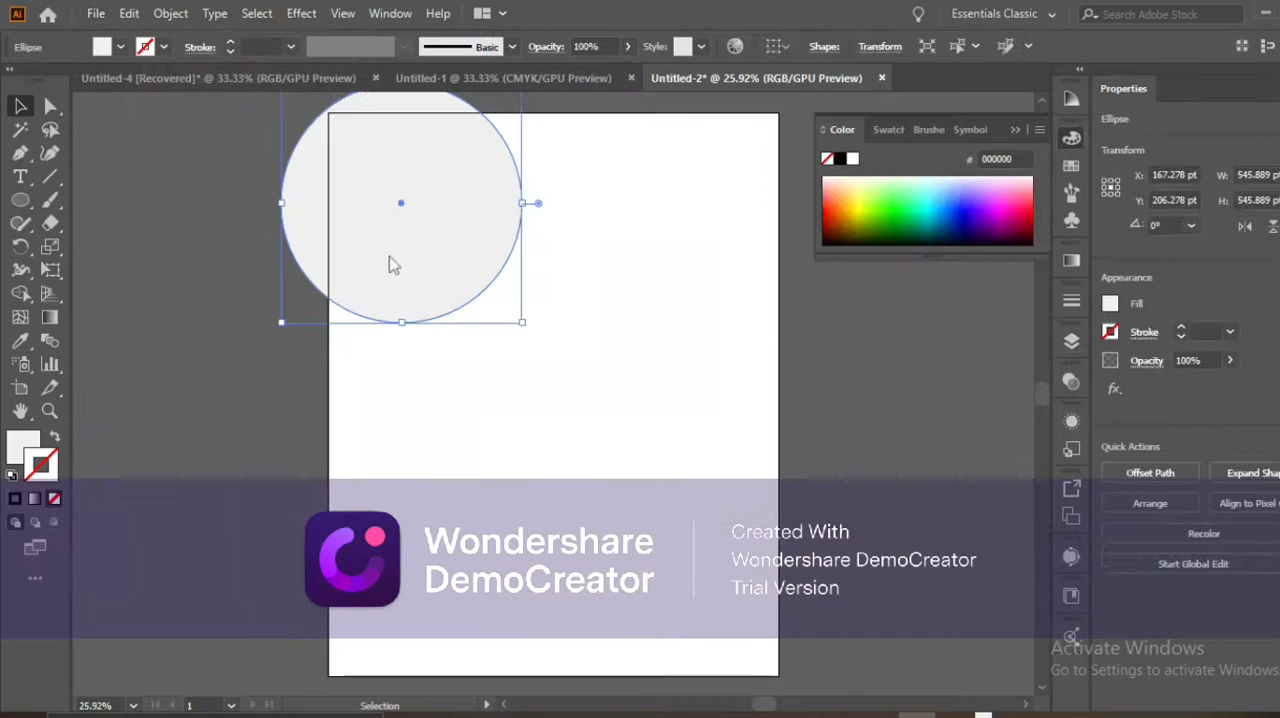 Ai File Edit Object Type Select Effect View Window Help Essentials Classic Search Adobe Stock
Ellipse Stroke: Basic Opacity: 100% Style: Shape: Transform
Untitled-4 [Recovered]* @ 33.33% (RGB/GPU Preview) × Untitled-1 @ 33.33% (CMYK/GPU Preview) × Untitled-2* @ 25.92% (RGB/GPU Preview) ×
Properties
Ellipse
Color Swatch Brushe Symbol
# 000000
Transform
X: 167.278 pt W: 545.889 pt
Y: 206.278 pt H: 545.889 pt
0°
Appearance
Fill
Stroke
Opacity 100%
fx
Quick Actions
Offset Path Expand Shap
Arrange Align to Pixel
Recolor
Start Global Edit
Wondershare
DemoCreator
Created With
Wondershare DemoCreator
Trial Version
Activate Windows
Go to Settings to activate Windows
25.92% 1 Selection